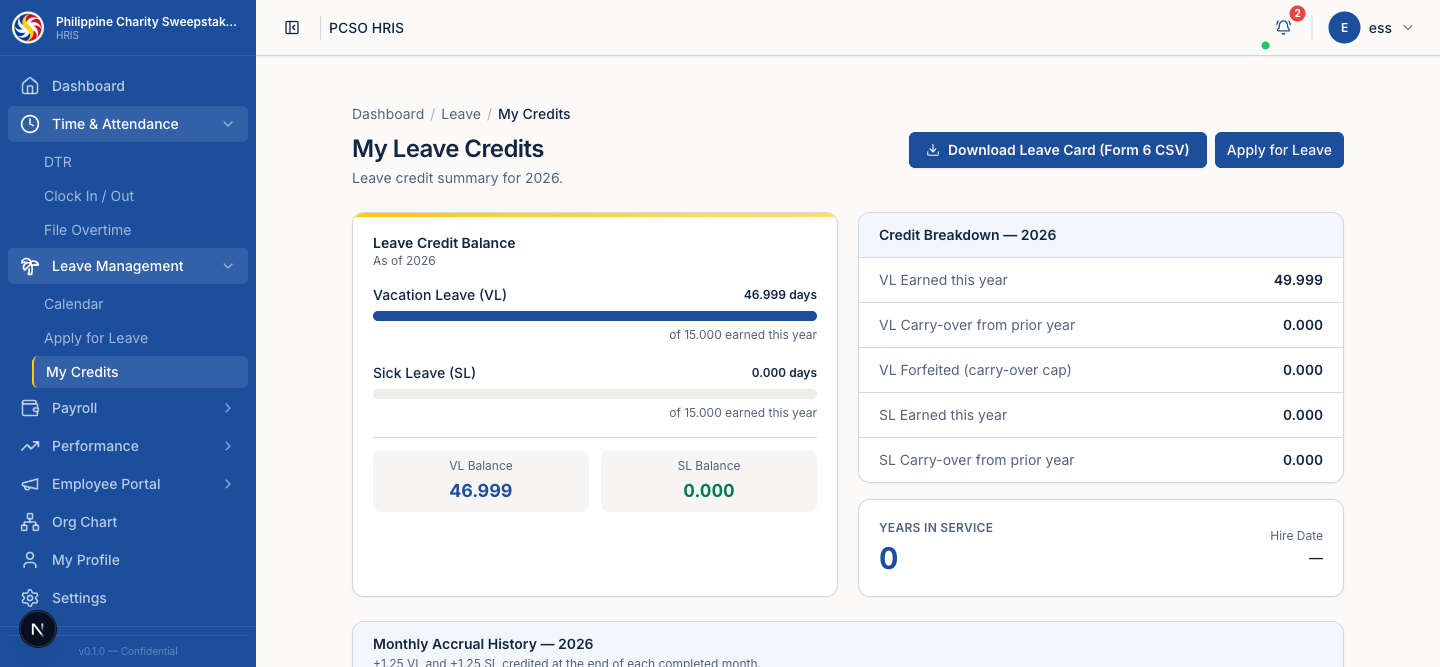 Philippine Charity Sweepstak...
HRIS
PCSO HRIS
2
E
ess
Dashboard
Time & Attendance
DTR
Clock In / Out
File Overtime
Leave Management
Calendar
Apply for Leave
My Credits
Payroll
Performance
Employee Portal
Org Chart
My Profile
Settings
N
v0.1.0 — Confidential
Dashboard / Leave / My Credits
My Leave Credits
Leave credit summary for 2026.
Download Leave Card (Form 6 CSV)
Apply for Leave
Leave Credit Balance
As of 2026
Vacation Leave (VL) 46.999 days
of 15.000 earned this year
Sick Leave (SL) 0.000 days
of 15.000 earned this year
VL Balance
46.999
SL Balance
0.000
Credit Breakdown — 2026
VL Earned this year 49.999
VL Carry-over from prior year 0.000
VL Forfeited (carry-over cap) 0.000
SL Earned this year 0.000
SL Carry-over from prior year 0.000
YEARS IN SERVICE
0
Hire Date
—
Monthly Accrual History — 2026
+1.25 VL and +1.25 SL credited at the end of each completed month.